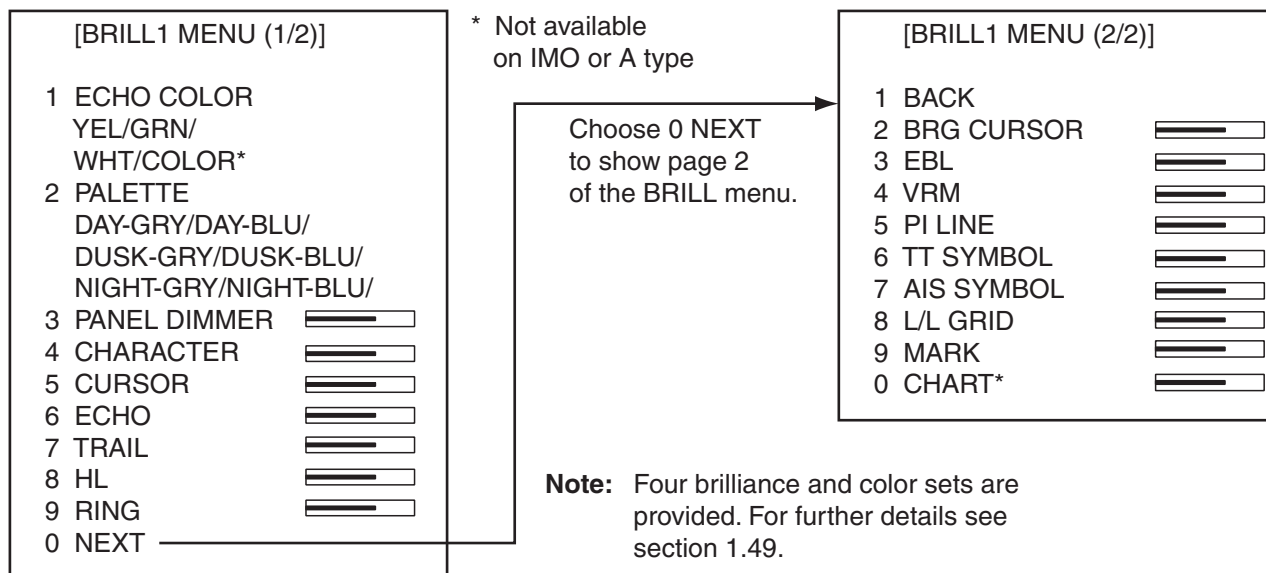 [BRILL1 MENU (1/2)]
1 ECHO COLOR
YEL/GRN/
WHT/COLOR*
2 PALETTE
DAY-GRY/DAY-BLU/
DUSK-GRY/DUSK-BLU/
NIGHT-GRY/NIGHT-BLU/
3 PANEL DIMMER
4 CHARACTER
5 CURSOR
6 ECHO
7 TRAIL
8 HL
9 RING
0 NEXT
* Not available
on IMO or A type
Choose 0 NEXT
to show page 2
of the BRILL menu.
[BRILL1 MENU (2/2)]
1 BACK
2 BRG CURSOR
3 EBL
4 VRM
5 PI LINE
6 TT SYMBOL
7 AIS SYMBOL
8 L/L GRID
9 MARK
0 CHART*
Note: Four brilliance and color sets are
provided. For further details see
section 1.49.